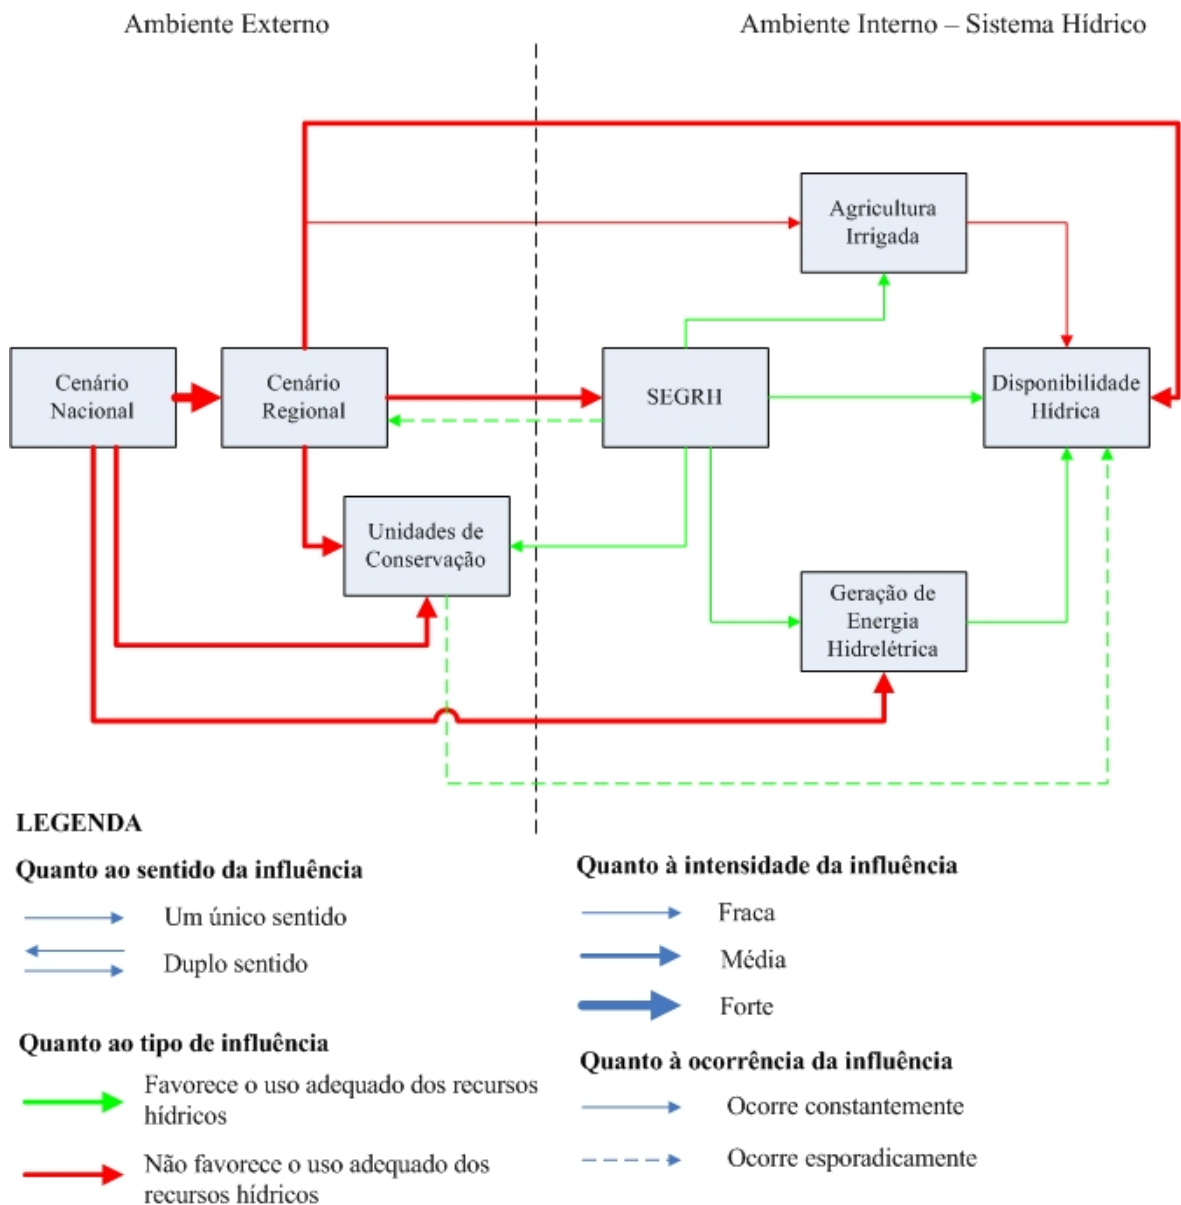 Ambiente Externo
Ambiente Interno – Sistema Hídrico
Agricultura
Irrigada
Cenário
Nacional
Cenário
Regional
SEGRH
Disponibilidade
Hídrica
Unidades de
Conservação
Geração de
Energia
Hidrelétrica
LEGENDA
Quanto ao sentido da influência
Um único sentido
Duplo sentido
Quanto ao tipo de influência
Favorece o uso adequado dos recursos
hídricos
Não favorece o uso adequado dos
recursos hídricos
Quanto à intensidade da influência
Fraca
Média
Forte
Quanto à ocorrência da influência
Ocorre constantemente
Ocorre esporadicamente